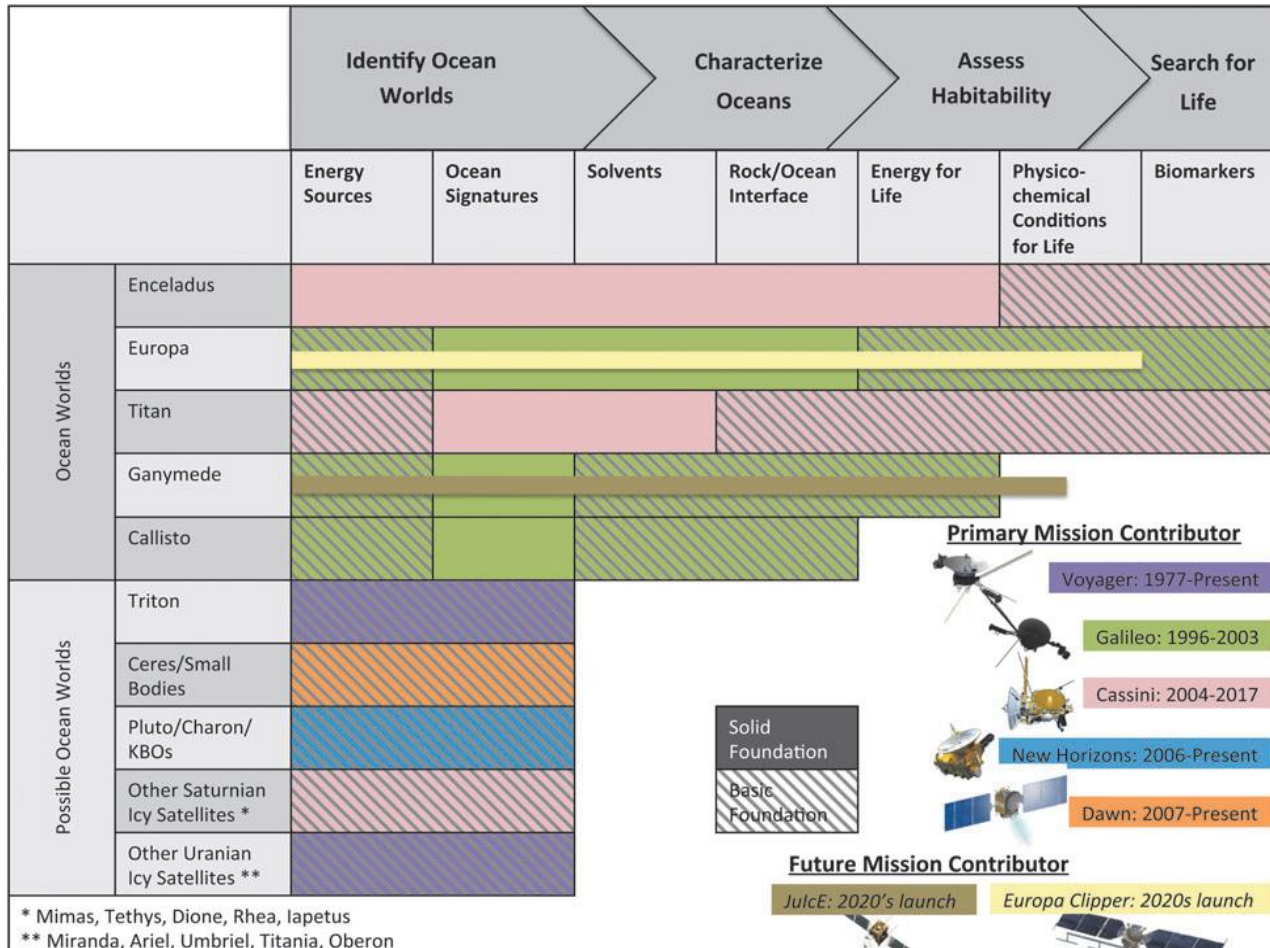 Identify Ocean
Worlds
Characterize
Oceans
Assess
Habitability
Search for
Life
Energy
Sources
Ocean
Signatures
Solvents
Rock/Ocean
Interface
Energy for
Life
Physico-
chemical
Conditions
for Life
Biomarkers
Ocean Worlds
Enceladus
Europa
Titan
Ganymede
Callisto
Possible Ocean Worlds
Triton
Ceres/Small
Bodies
Pluto/Charon/
KBOs
Other Saturnian
Icy Satellites *
Other Uranian
Icy Satellites **
Solid
Foundation
Basic
Foundation
Primary Mission Contributor
Voyager: 1977-Present
Galileo: 1996-2003
Cassini: 2004-2017
New Horizons: 2006-Present
Dawn: 2007-Present
Future Mission Contributor
JuIcE: 2020's launch
Europa Clipper: 2020s launch
* Mimas, Tethys, Dione, Rhea, Iapetus
** Miranda, Ariel, Umbriel, Titania, Oberon